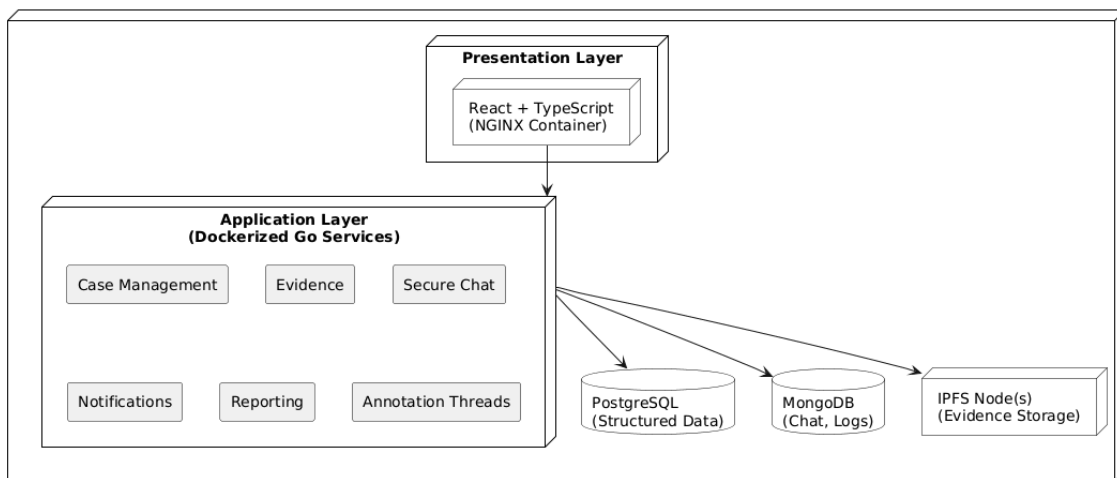 Presentation Layer
React + TypeScript
(NGINX Container)
Application Layer
(Dockerized Go Services)
Case Management
Evidence
Secure Chat
Notifications
Reporting
Annotation Threads
PostgreSQL
(Structured Data)
MongoDB
(Chat, Logs)
IPFS Node(s)
(Evidence Storage)